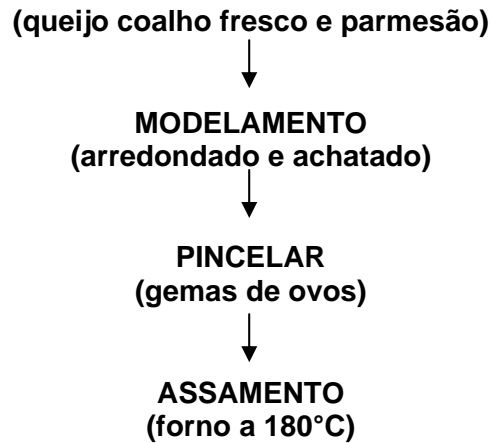 (queijo coalho fresco e parmesão)
MODELAMENTO
(arredondado e achatado)
PINCELAR
(gemas de ovos)
ASSAMENTO
(forno a 180°C)